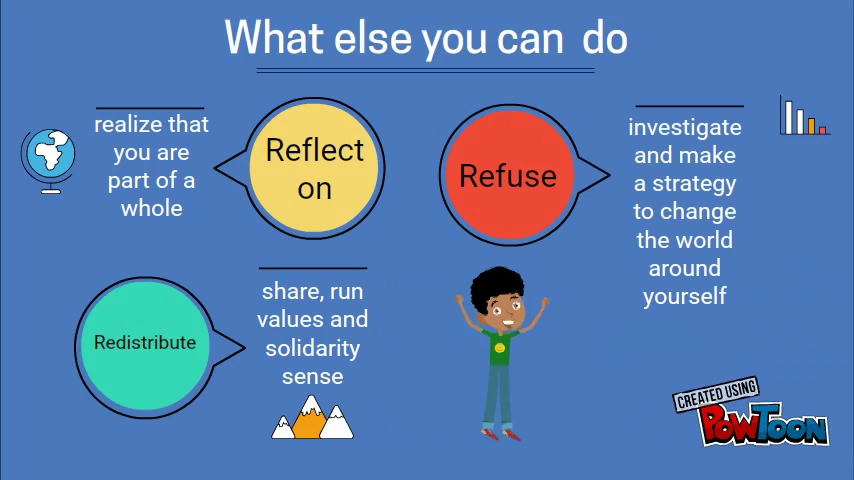 What else you can do
realize that
you are
part of a
whole
Reflect
on
Refuse
investigate
and make
a strategy
to change
the world
around
yourself
Redistribute
share, run
values and
solidarity
sense
CREATED USING
POWTOON